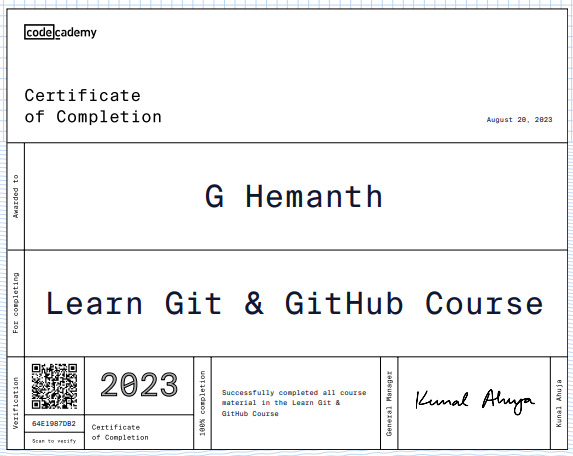 codecademy
Certificate
of Completion
August 20, 2023
Awarded to
G Hemanth
For completing
Learn Git & GitHub Course
Verification
64E1987DB2
Scan to verify
2023
Certificate
of Completion
100% completion
Successfully completed all course
material in the Learn Git &
GitHub Course
General Manager
Kunal Ahuja
Kunal Ahuja